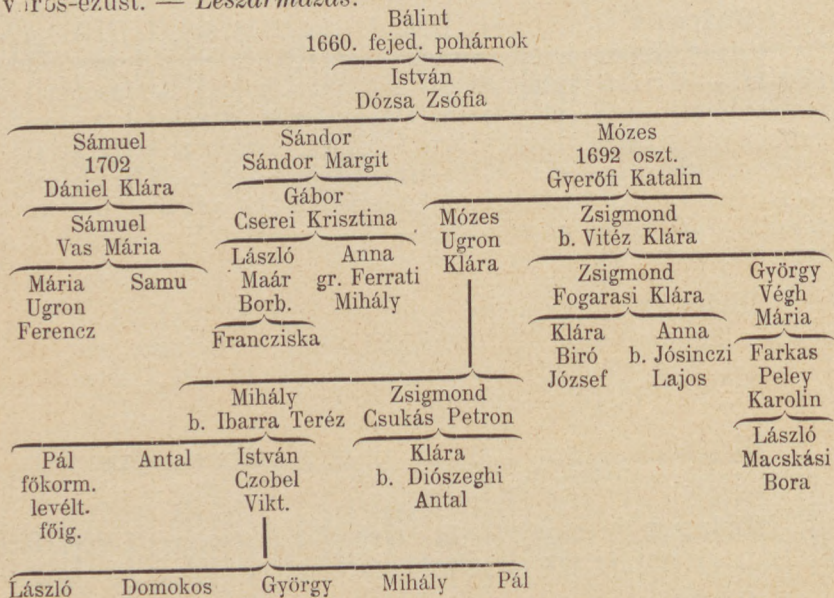 — Leszármazás.
Bálint
1660. fejed. pohárnok
István
Dózsa Zsófia
Sámuel
1702
Dániel Klára
Sámuel
Vas Mária
Mária
Ugron
Ferencz
Samu
Sándor
Sándor Margit
Gábor
Cserei Krisztina
László
Maár
Borb.
Francziska
Anna
gr. Ferrati
Mihály
Mózes
1692 oszt.
Gyerőfi Katalin
Mózes
Ugron
Klára
Mihály
b. Ibarra Teréz
Pál
főkorm.
levélt.
főig.
Antal
István
Czobel
Vikt.
László Domokos György Mihály Pál
Zsigmond
Csukás Petron
Klára
b. Diószeghi
Antal
Zsigmond
b. Vitéz Klára
Zsigmond
Fogarasi Klára
Klára
Biró
József
Anna
b. Jósinczi
Lajos
György
Végh
Mária
Farkas
Peley
Karolin
László
Macskási
Bora